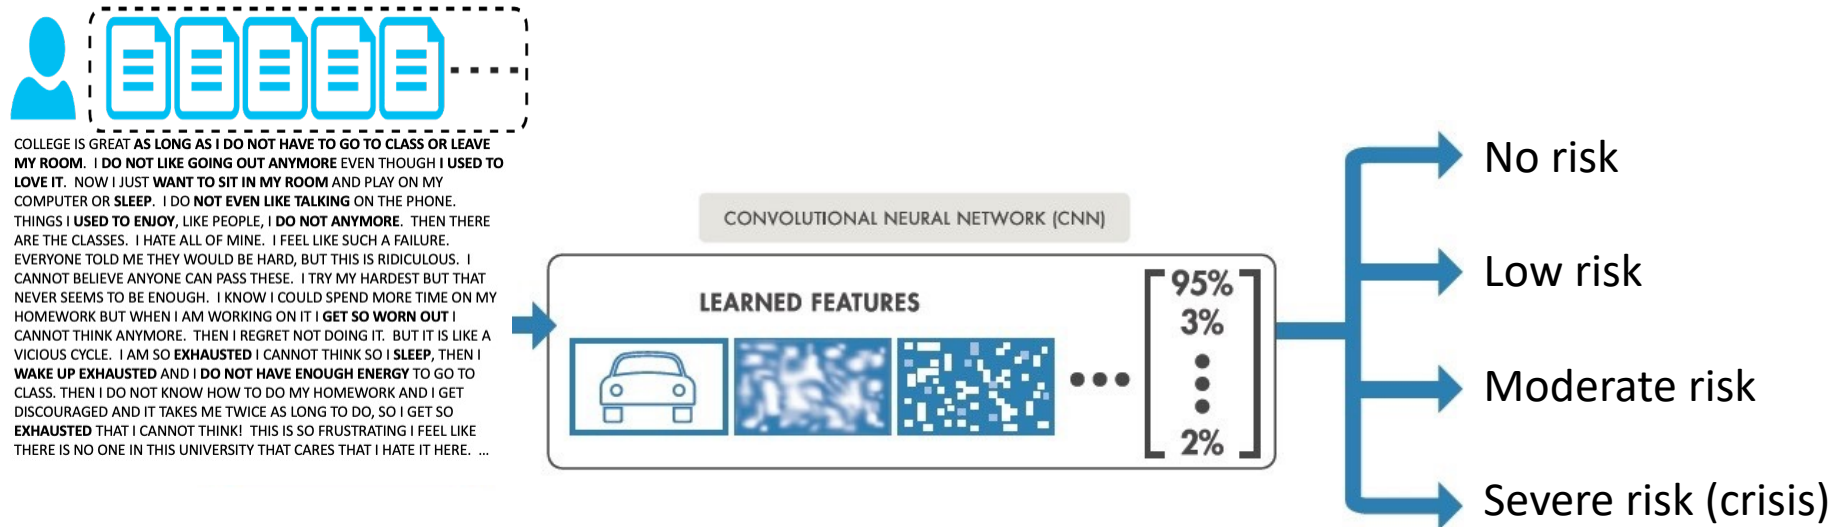 COLLEGE IS GREAT AS LONG AS I DO NOT HAVE TO GO TO CLASS OR LEAVE
MY ROOM. I DO NOT LIKE GOING OUT ANYMORE EVEN THOUGH I USED TO
LOVE IT. NOW I JUST WANT TO SIT IN MY ROOM AND PLAY ON MY
COMPUTER OR SLEEP. I DO NOT EVEN LIKE TALKING ON THE PHONE.
THINGS I USED TO ENJOY, LIKE PEOPLE, I DO NOT ANYMORE. THEN THERE
ARE THE CLASSES. I HATE ALL OF MINE. I FEEL LIKE SUCH A FAILURE.
EVERYONE TOLD ME THEY WOULD BE HARD, BUT THIS IS RIDICULOUS. I
CANNOT BELIEVE ANYONE CAN PASS THESE. I TRY MY HARDEST BUT THAT
NEVER SEEMS TO BE ENOUGH. I KNOW I COULD SPEND MORE TIME ON MY
HOMEWORK BUT WHEN I AM WORKING ON IT I GET SO WORN OUT I
CANNOT THINK ANYMORE. THEN I REGRET NOT DOING IT. BUT IT IS LIKE A
VICIOUS CYCLE. I AM SO EXHAUSTED I CANNOT THINK SO I SLEEP, THEN I
WAKE UP EXHAUSTED AND I DO NOT HAVE ENOUGH ENERGY TO GO TO
CLASS. THEN I DO NOT KNOW HOW TO DO MY HOMEWORK AND I GET
DISCOURAGED AND IT TAKES ME TWICE AS LONG TO DO, SO I GET SO
EXHAUSTED THAT I CANNOT THINK! THIS IS SO FRUSTRATING I FEEL LIKE
THERE IS NO ONE IN THIS UNIVERSITY THAT CARES THAT I HATE IT HERE. ...
CONVOLUTIONAL NEURAL NETWORK (CNN)
LEARNED FEATURES
95%
3%
2%
No risk
Low risk
Moderate risk
Severe risk (crisis)